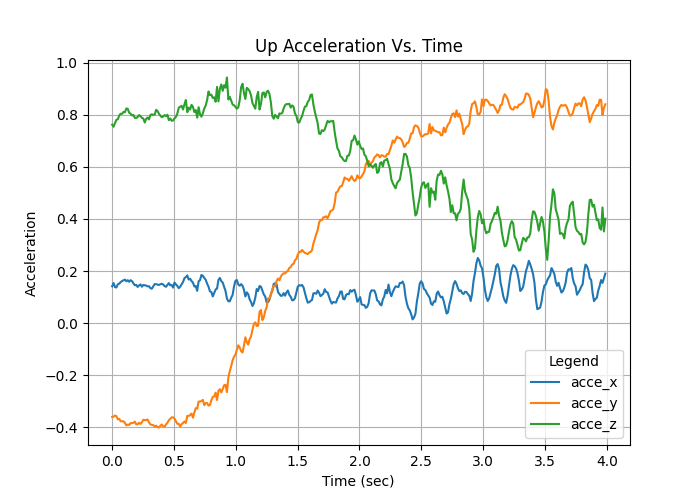 Up Acceleration Vs. Time
1.0
0.8
0.6
0.4
0.2
0.0
−0.2
−0.4
Acceleration
0.0 0.5 1.0 1.5 2.0 2.5 3.0 3.5 4.0
Time (sec)
Legend
acce_x
acce_y
acce_z